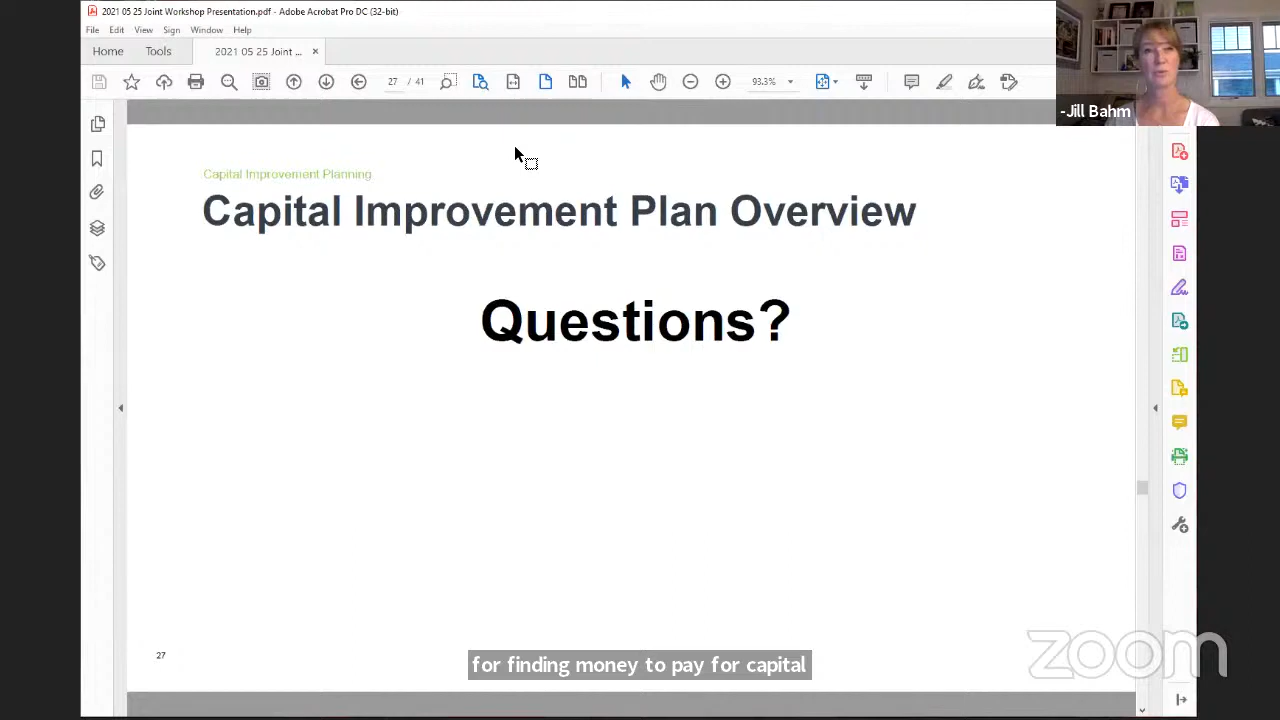 2021 05 25 Joint Workshop Presentation.pdf - Adobe Acrobat Pro DC (32-bit)
File Edit View Sign Window Help
Home Tools 2021 05 25 Joint ... ×
27 / 41 93.3%
-Jill Bahm
Capital Improvement Planning
Capital Improvement Plan Overview
Questions?
27
for finding money to pay for capital
zoom